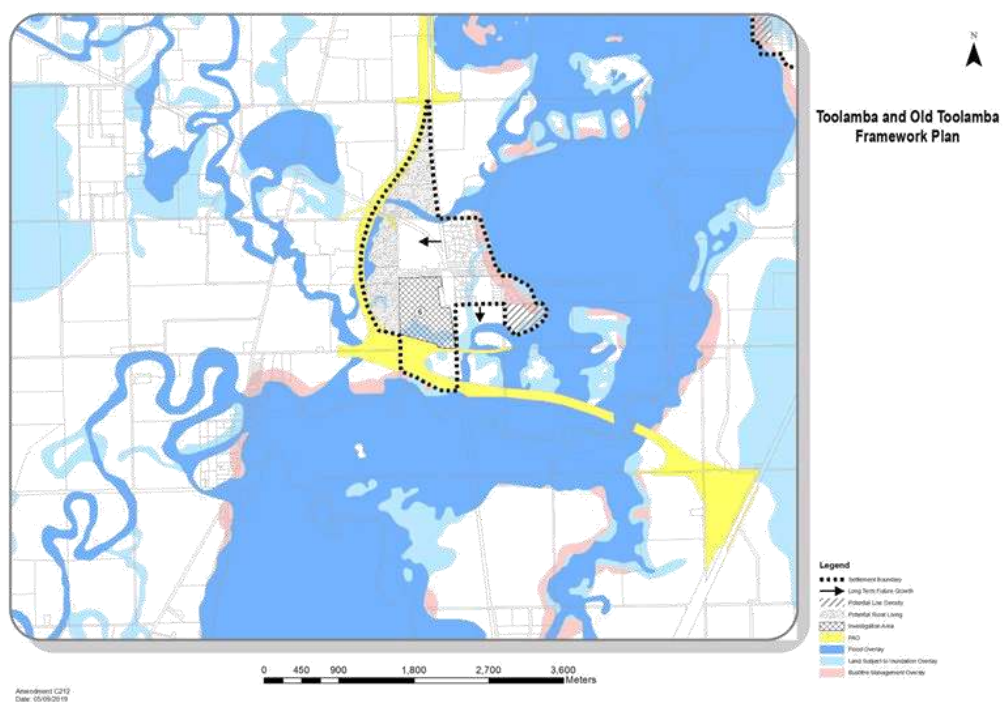 N
Toolamba and Old Toolamba
Framework Plan
6
Legend
Settlement Boundary
Long Term Future Growth
Potential Low Density
Potential Rural Living
Investigation Area
PAO
Flood Overlay
Land Subject to Inundation Overlay
Bushfire Management Overlay
0 450 900 1,800 2,700 3,600
Meters
Amendment C212
Date: 05/09/2019